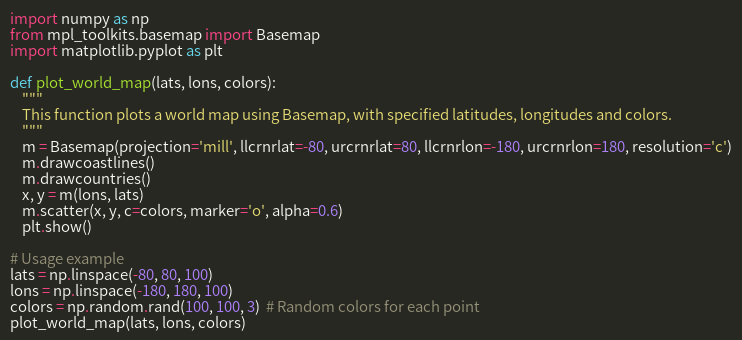 import numpy as np
from mpl_toolkits.basemap import Basemap
import matplotlib.pyplot as plt

def plot_world_map(lats, lons, colors):
    """
    This function plots a world map using Basemap, with specified latitudes, longitudes and colors.
    """
    m = Basemap(projection='mill', llcrnrlat=-80, urcrnrlat=80, llcrnrlon=-180, urcrnrlon=180, resolution='c')
    m.drawcoastlines()
    m.drawcountries()
    x, y = m(lons, lats)
    m.scatter(x, y, c=colors, marker='o', alpha=0.6)
    plt.show()

# Usage example
lats = np.linspace(-80, 80, 100)
lons = np.linspace(-180, 180, 100)
colors = np.random.rand(100, 100, 3)  # Random colors for each point
plot_world_map(lats, lons, colors)